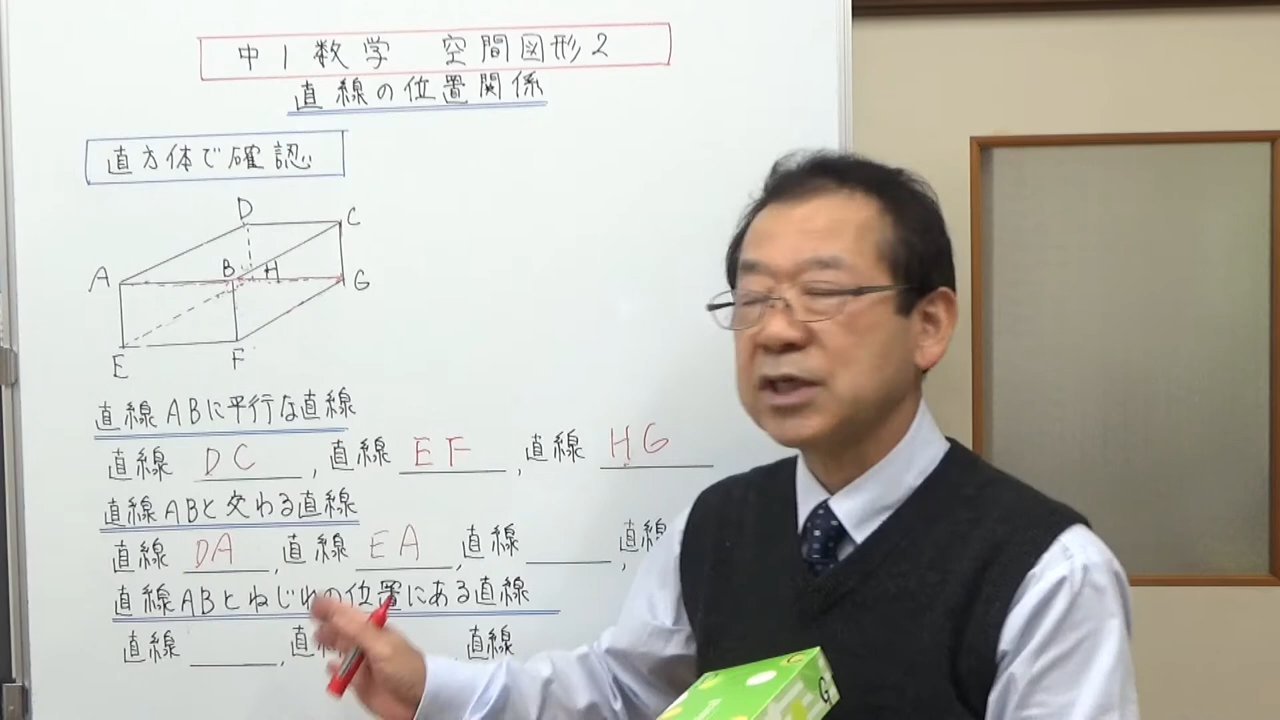 中1数学 空間図形2
直線の位置関係
直方体で確認
D C
A B H G
E F
直線ABに平行な直線
直線 DC , 直線 EF , 直線 HG
直線ABと交わる直線
直線 DA , 直線 EA , 直線 , 直線 ,
直線ABとねじれの位置にある直線
直線 , 直線 , 直線
G